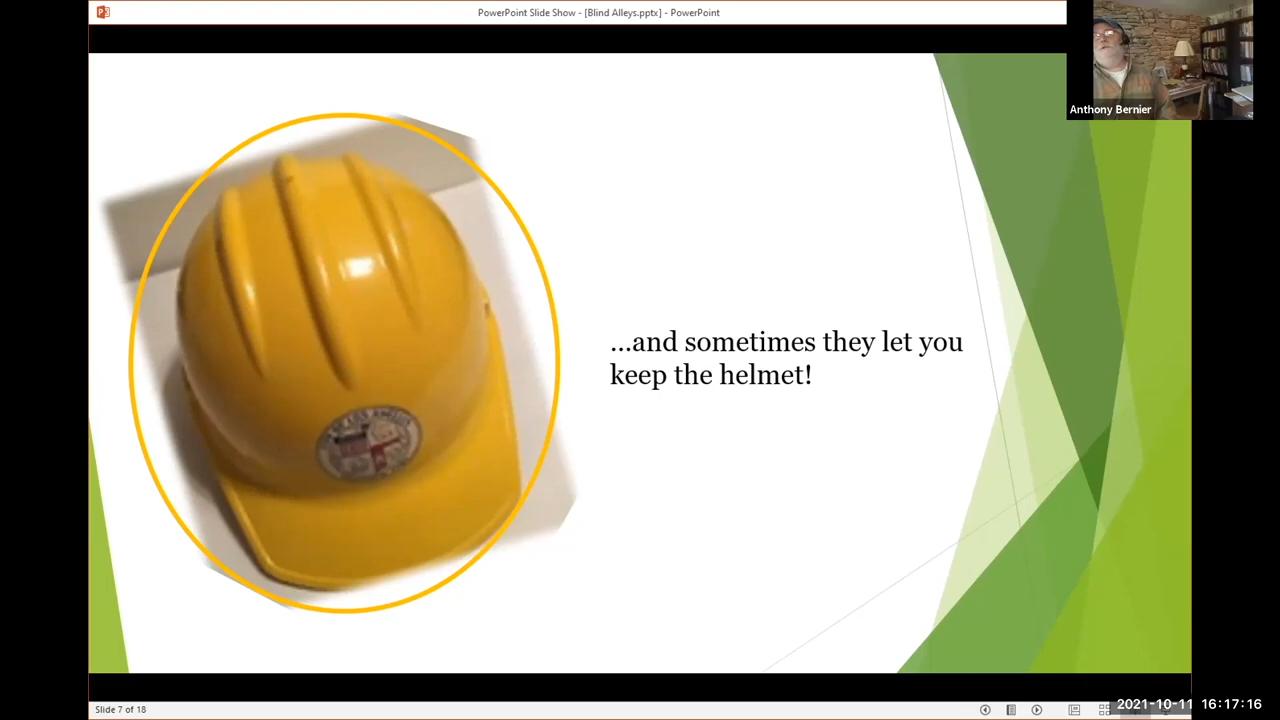 PowerPoint Slide Show - [Blind Alleys.pptx] - PowerPoint
Anthony Bernier
...and sometimes they let you
keep the helmet!
Slide 7 of 18
2021-10-11 16:17:16